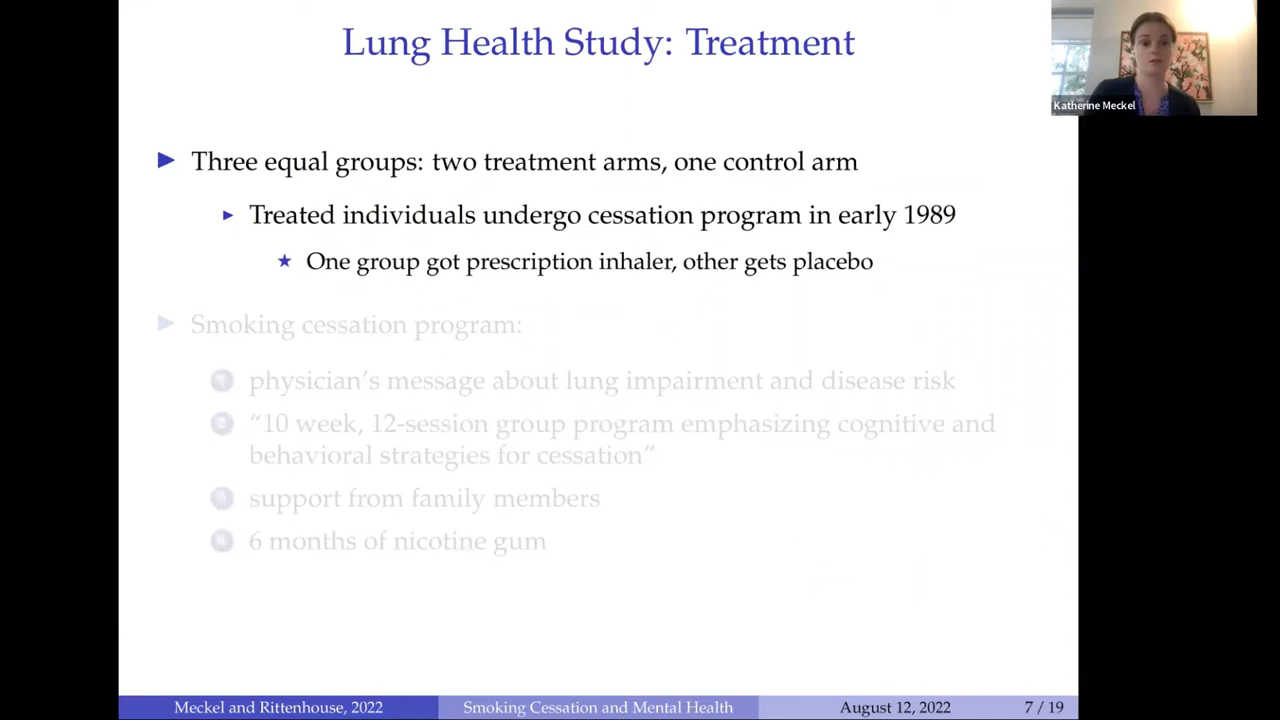 Lung Health Study: Treatment
Katherine Meckel
Three equal groups: two treatment arms, one control arm
Treated individuals undergo cessation program in early 1989
One group got prescription inhaler, other gets placebo
Smoking cessation program:
1 physician's message about lung impairment and disease risk
2 “10 week, 12-session group program emphasizing cognitive and
behavioral strategies for cessation”
3 support from family members
4 6 months of nicotine gum
Meckel and Rittenhouse, 2022 Smoking Cessation and Mental Health August 12, 2022 7 / 19